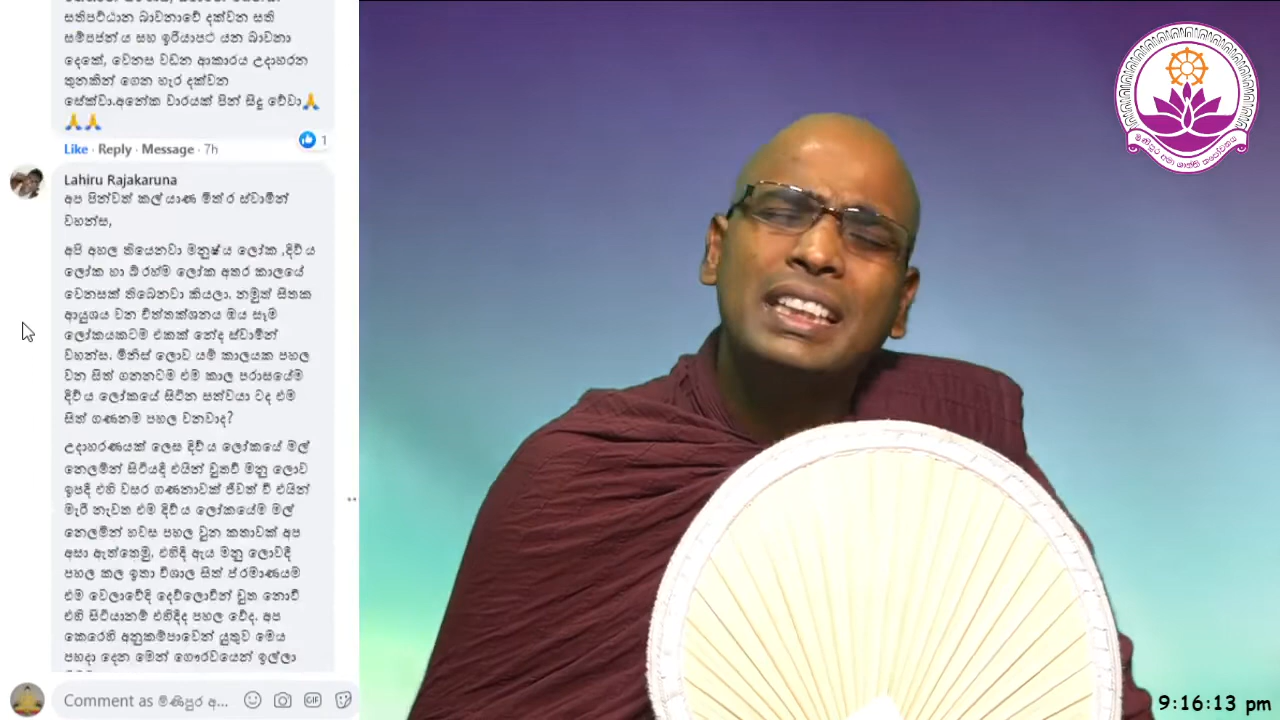 සතිපට්ඨාන බාවනාවේ දක්වන සති
සම්පජන්ය සහ ඉරියාපථ යන බාවනා
දෙකේ, වෙනස වඩන ආකාරය උදාහරන
තුනකින් ගෙන හැර දක්වන
සේක්වා.අනේක වාරයක් පින් සිදු වේවා🙏
🙏🙏
Like · Reply · Message · 7h
1
Lahiru Rajakaruna
අප පින්වත් කල්යාණ මිත්ර ස්වාමින්
වහන්ස,
අපි අහල තියෙනවා මනුෂ්ය ලෝක ,දිව්ය
ලෝක හා බ්රහ්ම ලෝක අතර කාලයේ
වෙනසක් තිබෙනවා කියලා. නමුත් සිතක
ආයුශය වන චිත්තක්ශනය ඔය සෑම
ලෝකයකටම එකක් නේද ස්වාමින්
වහන්ස. මිනිස් ලොව යම් කාලයක පහල
වන සිත් ගනනටම එම කාල පරාසයේම
දිව්ය ලෝකයේ සිටින සත්වයා ටද එම
සිත් ගණනම පහල වනවාද?
උදාහරණයක් ලෙස දිව්ය ලෝකයේ මල්
නෙලමින් සිටියදී එයින් චුතවී මනු ලොව
ඉපදී එහි වසර ගණනාවක් ජීවත් වී එයින්
මැරී නැවත එම දිව්ය ලෝකයේම මල්
නෙලමින් හවස පහල වුන කතාවක් අප
අසා ඇත්තෙමු, එහිදී ඇය මනු ලොවදී
පහල කල ඉතා විශාල සිත් ප්රමාණයම
එම වෙලාවේදි දෙව්ලොවින් චුත නොවී
එහි සිටියානම් එහිදිද පහල වේද. අප
කෙරෙහි අනුකම්පාවෙන් යුතුව මෙය
පහදා දෙන මෙන් ගෞරවයෙන් ඉල්ලා
Comment as මිණිපුර අ...
GIF
9:16:13 pm